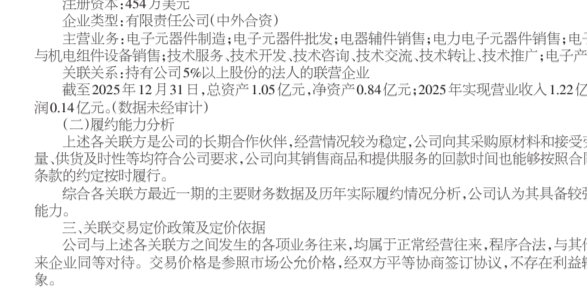 注册资本:454万美元
企业类型:有限责任公司(中外合资)
主营业务:电子元器件制造;电子元器件批发;电器辅件销售;电力电子元器件销售;电子
与机电组件设备销售;技术服务、技术开发、技术咨询、技术交流、技术转让、技术推广;电子产
关联关系:持有公司5%以上股份的法人的联营企业
截至2025年12月31日,总资产1.05亿元,净资产0.84亿元;2025年实现营业收入1.22亿
润0.14亿元。(数据未经审计)
(二)履约能力分析
上述各关联方是公司的长期合作伙伴,经营情况较为稳定,公司向其采购原材料和接受劳
量、供货及时性等均符合公司要求,公司向其销售商品和提供服务的回款时间也能够按照合同
条款的约定按时履行。
综合各关联方最近一期的主要财务数据及历年实际履约情况分析,公司认为其具备较强
能力。
三、关联交易定价政策及定价依据
公司与上述各关联方之间发生的各项业务往来,均属于正常经营往来,程序合法,与其他
来企业同等对待。交易价格是参照市场公允价格,经双方平等协商签订协议,不存在利益输
象。